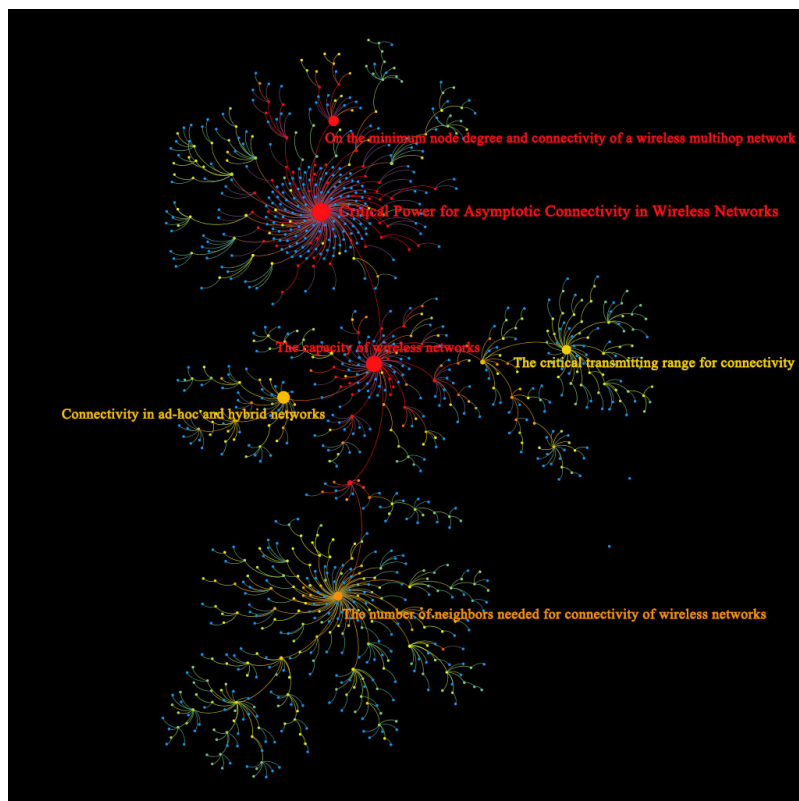 On the minimum node degree and connectivity of a wireless multihop network
Critical Power for Asymptotic Connectivity in Wireless Networks
The capacity of wireless networks
The critical transmitting range for connectivity
Connectivity in ad-hoc and hybrid networks
The number of neighbors needed for connectivity of wireless networks